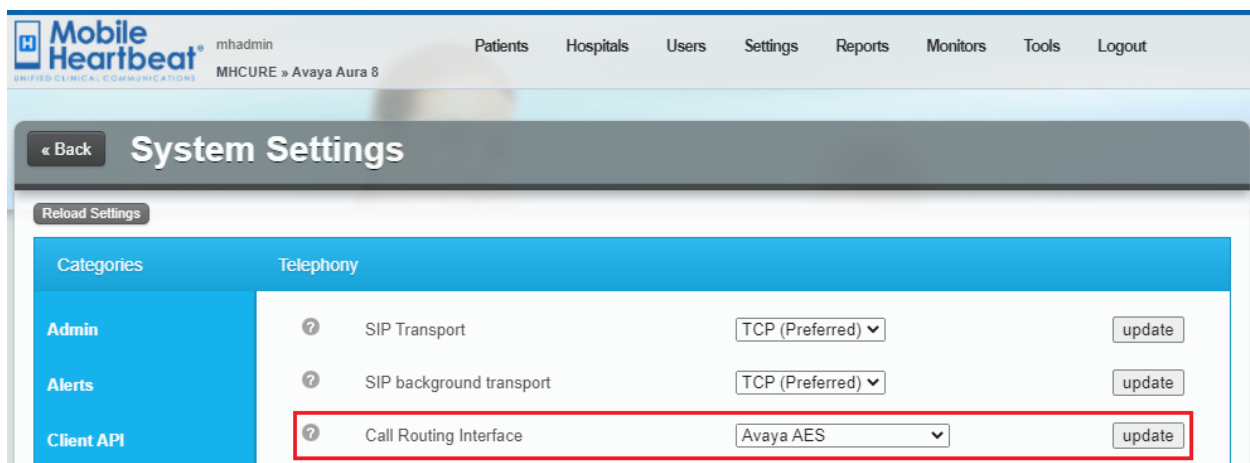 Mobile
Heartbeat®
UNIFIED CLINICAL COMMUNICATIONS
mhadmin
MHCURE » Avaya Aura 8
Patients Hospitals Users Settings Reports Monitors Tools Logout
« Back System Settings
Reload Settings
Categories Telephony
Admin ? SIP Transport TCP (Preferred) update
Alerts ? SIP background transport TCP (Preferred) update
Client API ? Call Routing Interface Avaya AES update